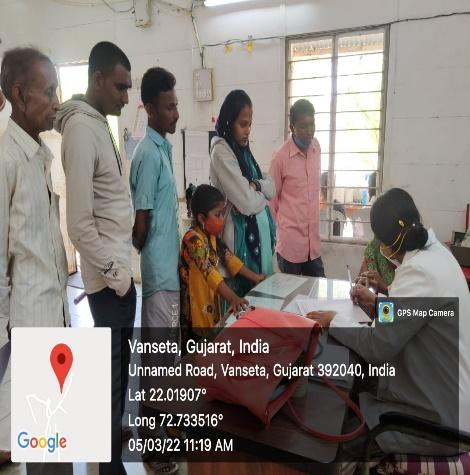 GPS Map Camera
Vanseta, Gujarat, India
Unnamed Road, Vanseta, Gujarat 392040, India
Lat 22.01907°
Long 72.733516°
05/03/22 11:19 AM
Google